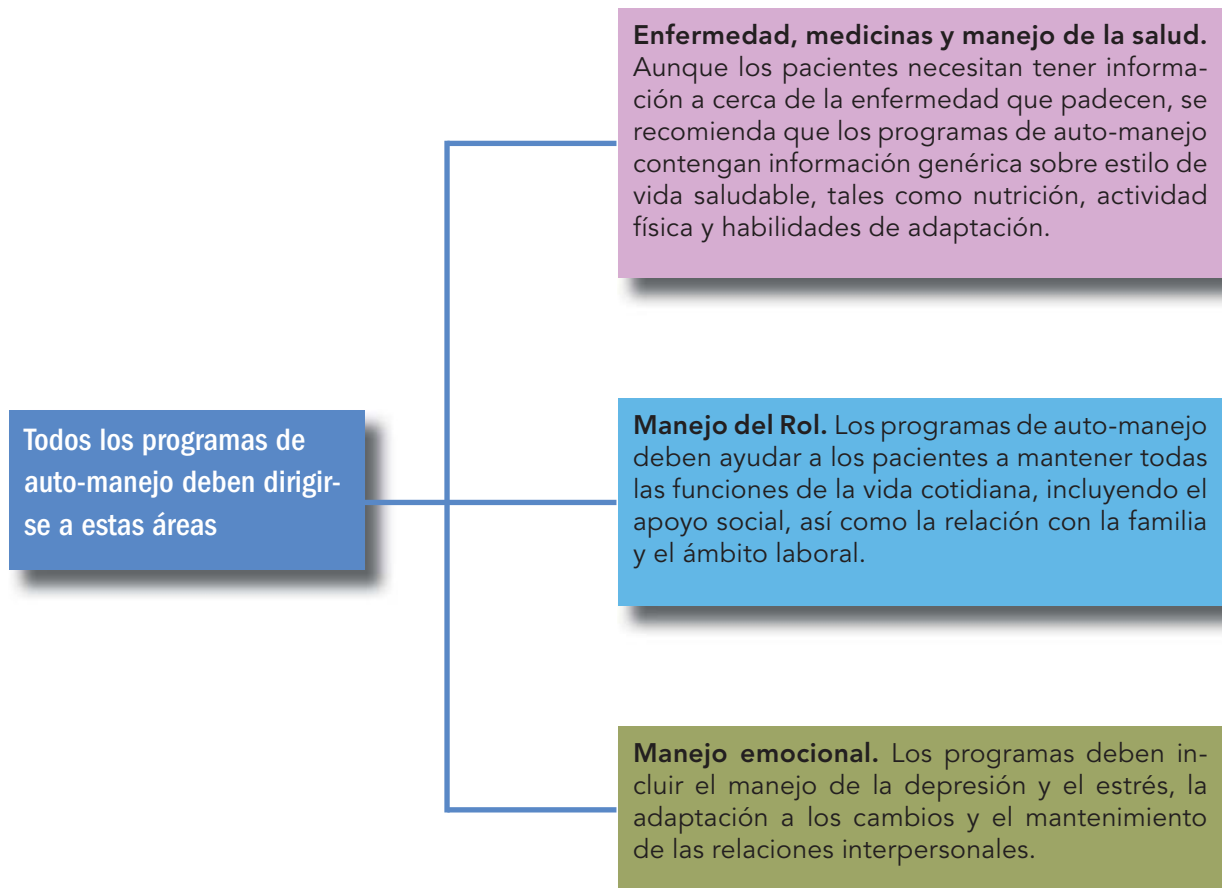 Enfermedad, medicinas y manejo de la salud.
Aunque los pacientes necesitan tener informa-
ción a cerca de la enfermedad que padecen, se
recomienda que los programas de auto-manejo
contengan información genérica sobre estilo de
vida saludable, tales como nutrición, actividad
física y habilidades de adaptación.
Todos los programas de
auto-manejo deben dirigir-
se a estas áreas
Manejo del Rol. Los programas de auto-manejo
deben ayudar a los pacientes a mantener todas
las funciones de la vida cotidiana, incluyendo el
apoyo social, así como la relación con la familia
y el ámbito laboral.
Manejo emocional. Los programas deben in-
cluir el manejo de la depresión y el estrés, la
adaptación a los cambios y el mantenimiento
de las relaciones interpersonales.